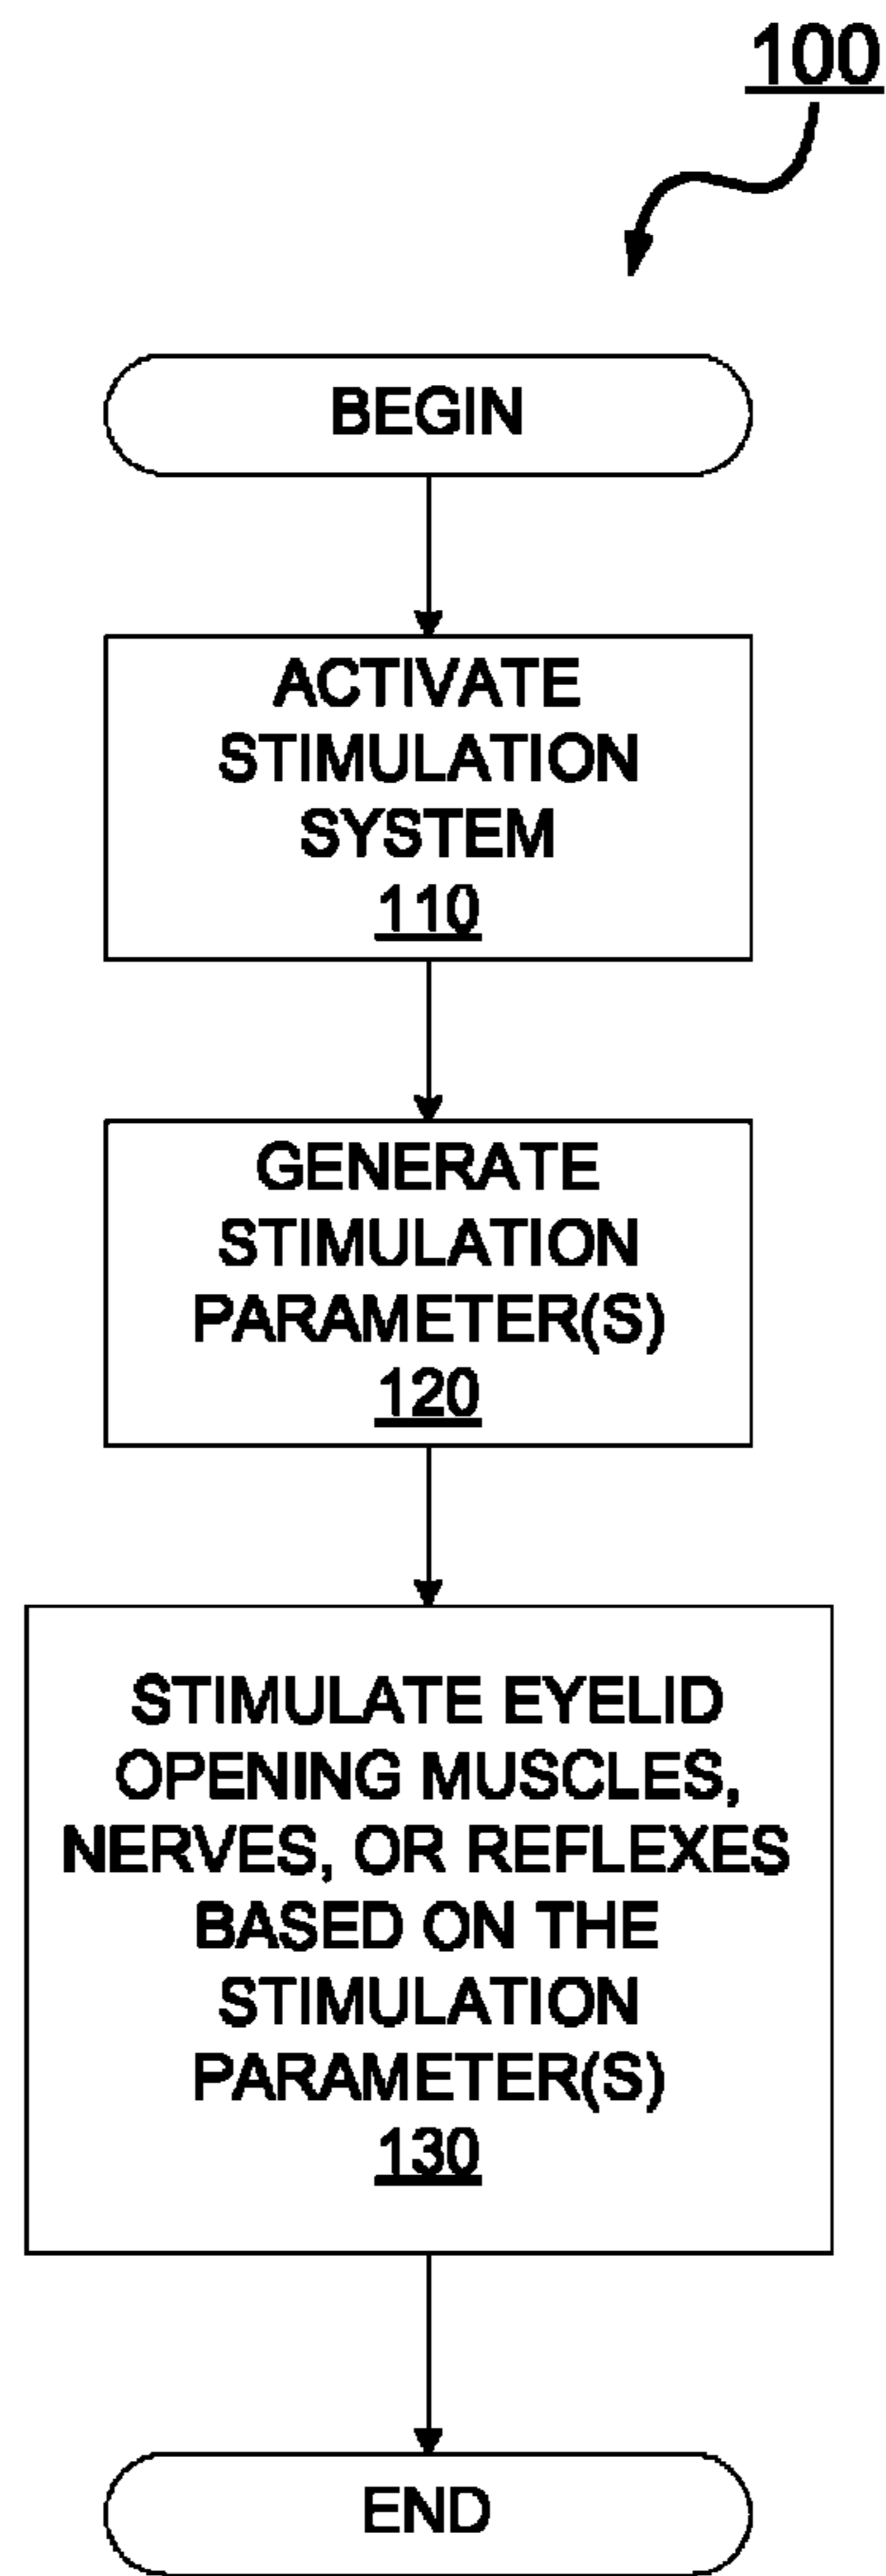 100
BEGIN
ACTIVATE
STIMULATION
SYSTEM
110
GENERATE
STIMULATION
PARAMETER(S)
120
STIMULATE EYELID
OPENING MUSCLES,
NERVES, OR REFLEXES
BASED ON THE
STIMULATION
PARAMETER(S)
130
END